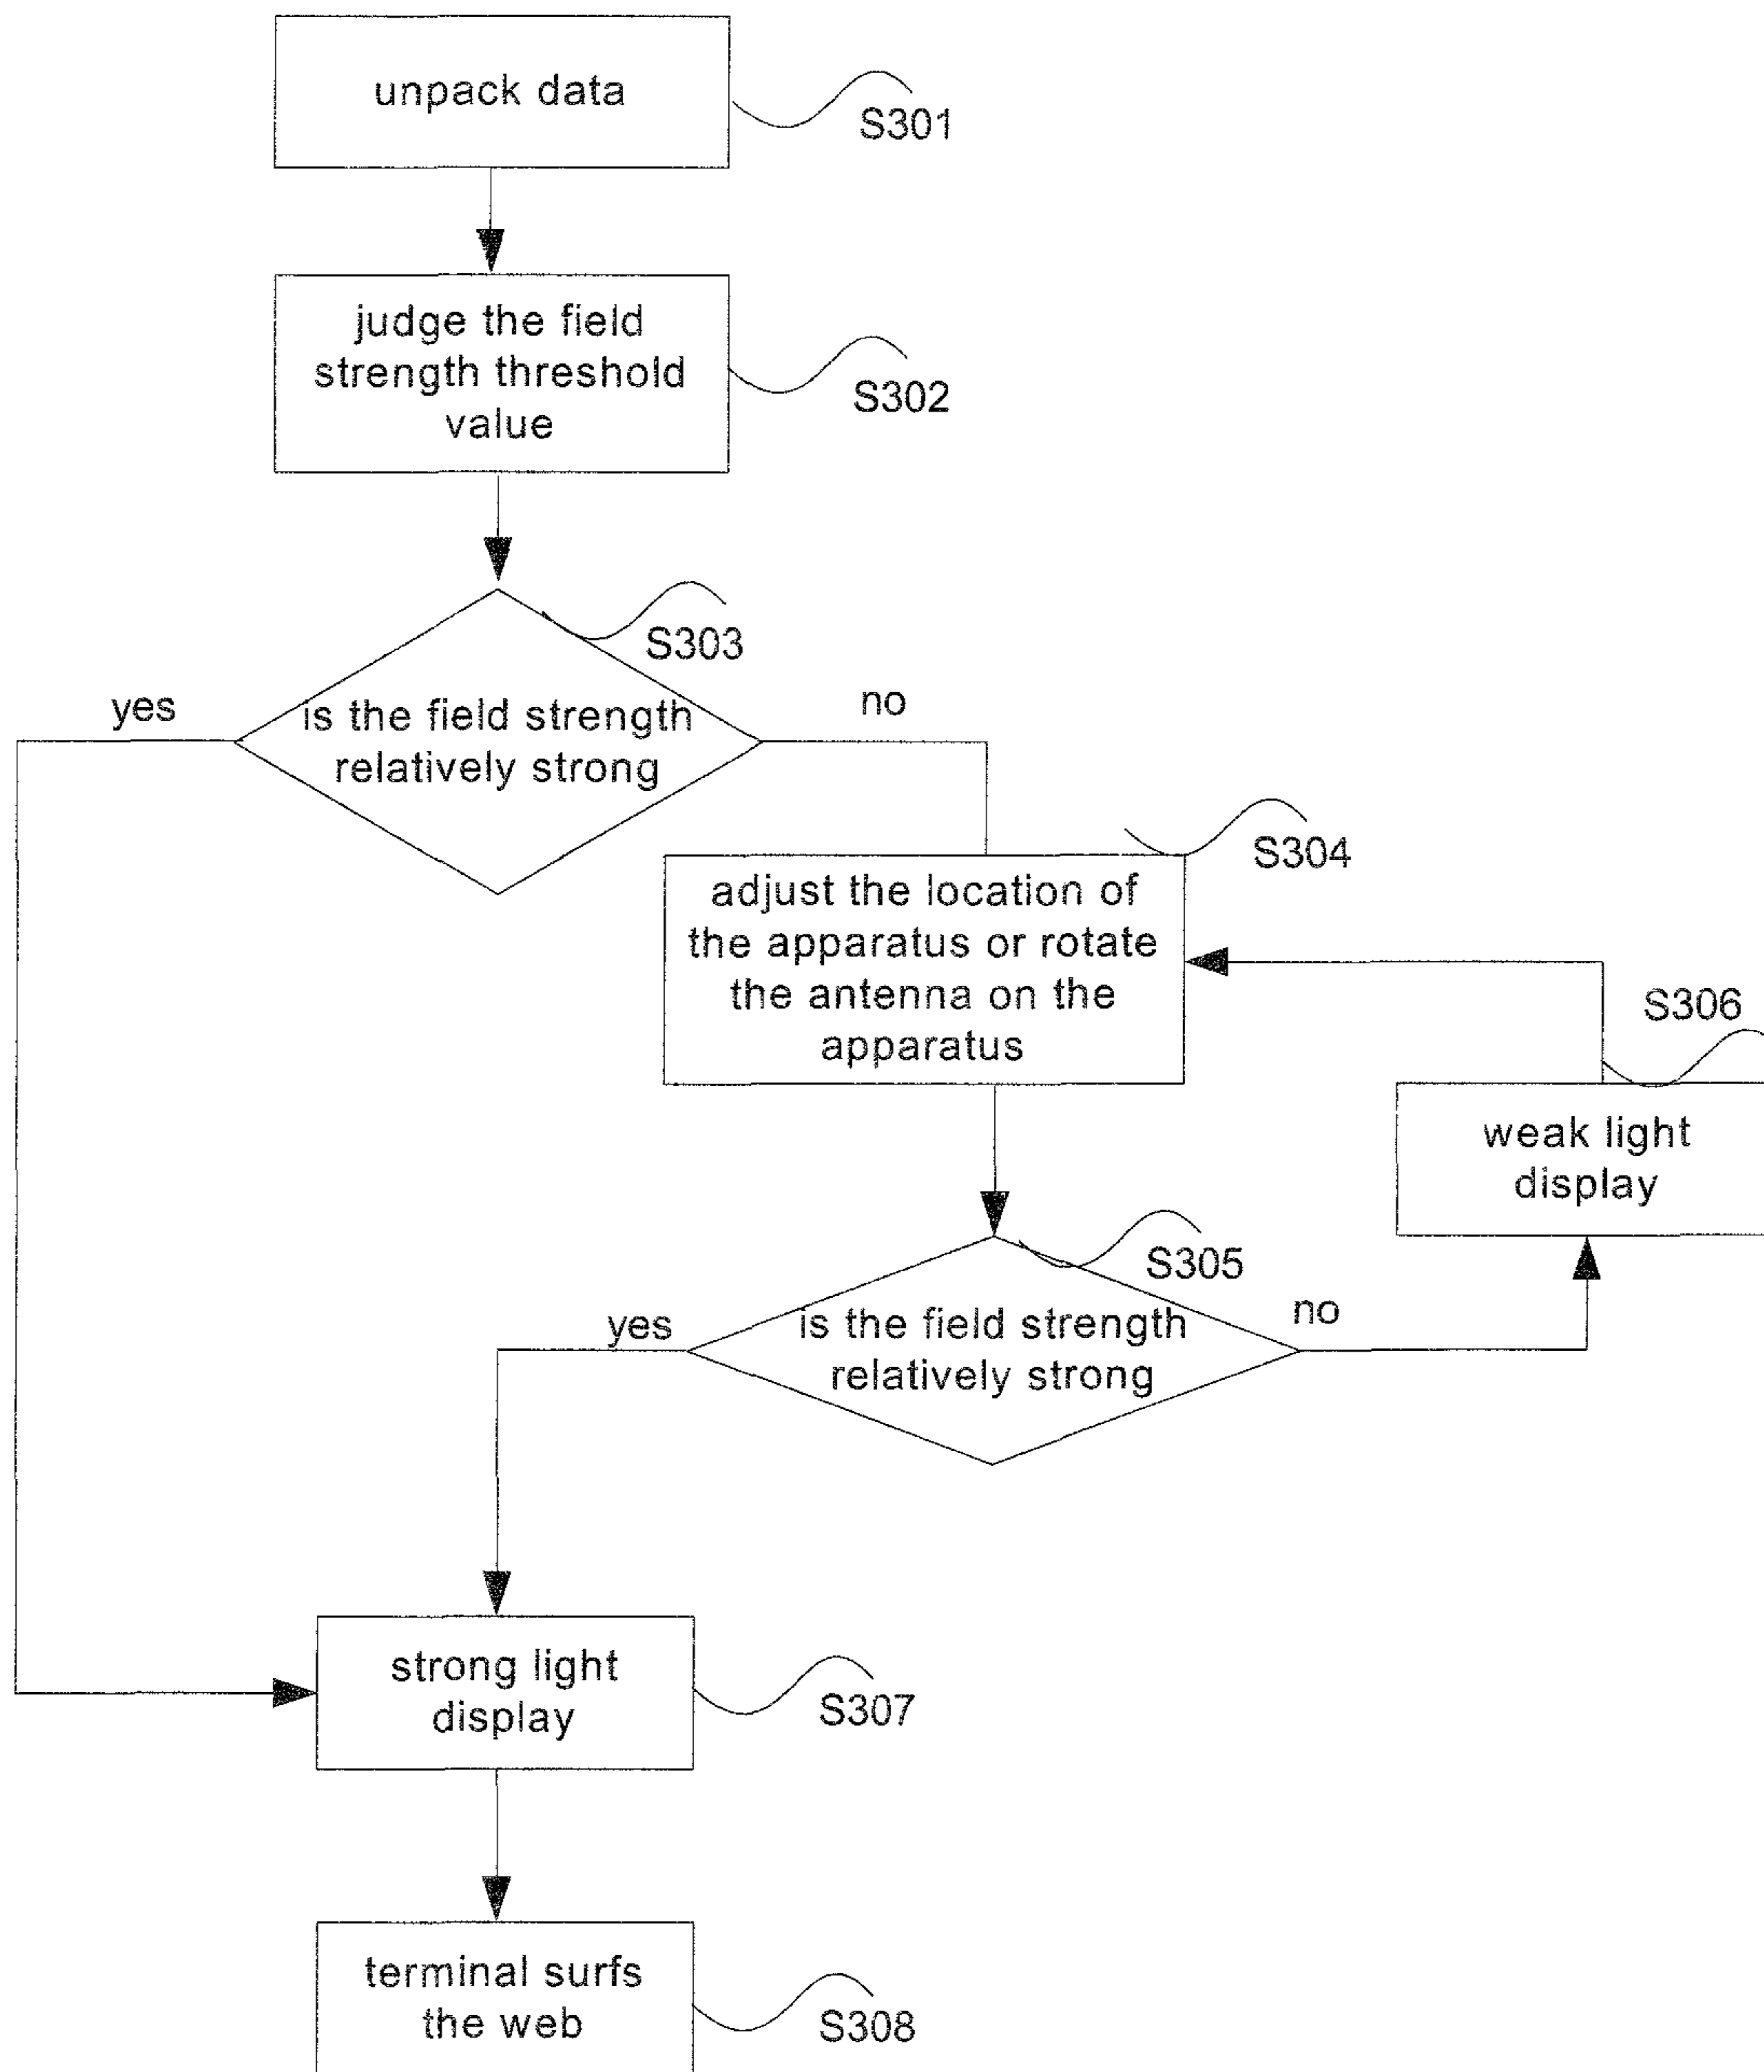 unpack data
S301
judge the field
strength threshold
value
S302
S303
yes
no
is the field strength
relatively strong
S304
adjust the location of
the apparatus or rotate
the antenna on the
apparatus
S306
weak light
display
S305
yes
no
is the field strength
relatively strong
strong light
display
S307
terminal surfs
the web
S308